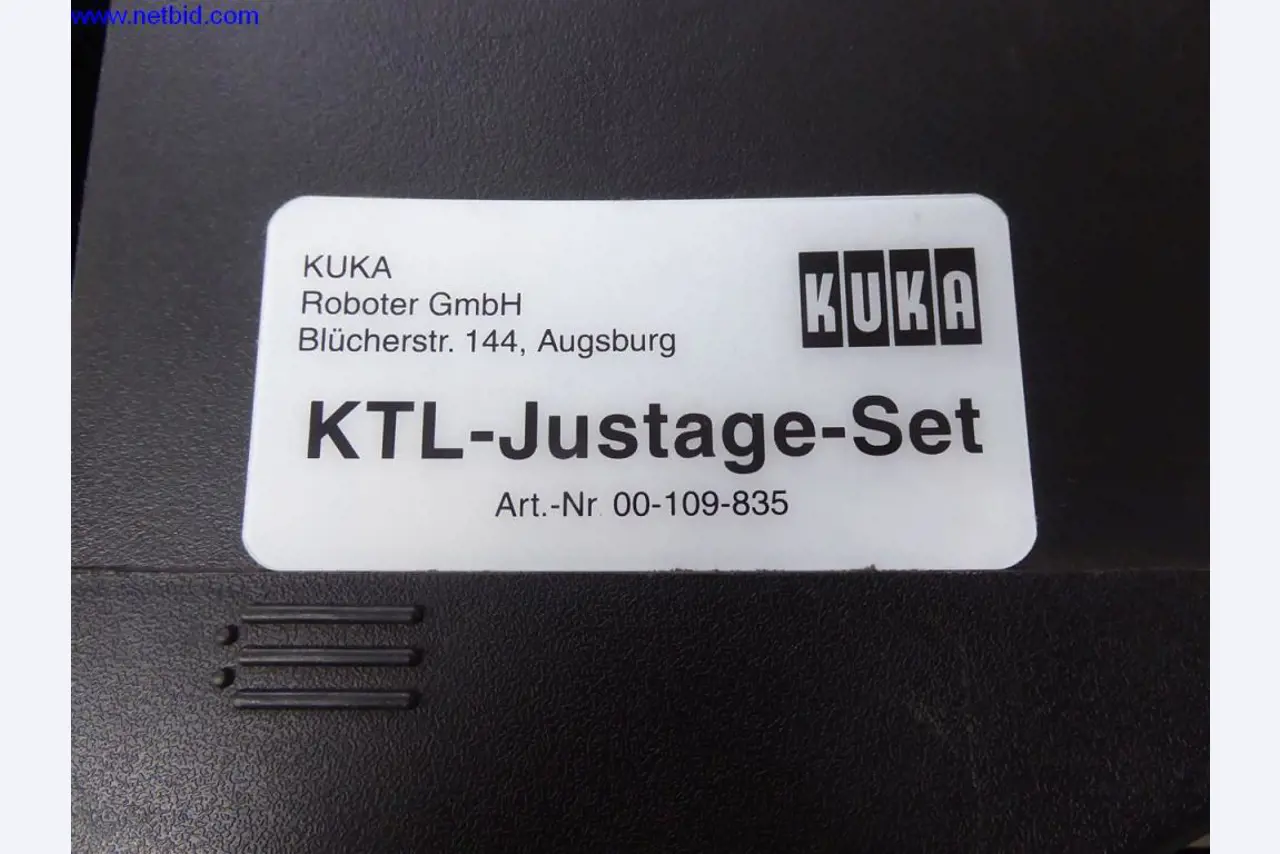 www.netbid.com
KUKA
Roboter GmbH
Blücherstr. 144, Augsburg
KUKA
KTL-Justage-Set
Art.-Nr. 00-109-835